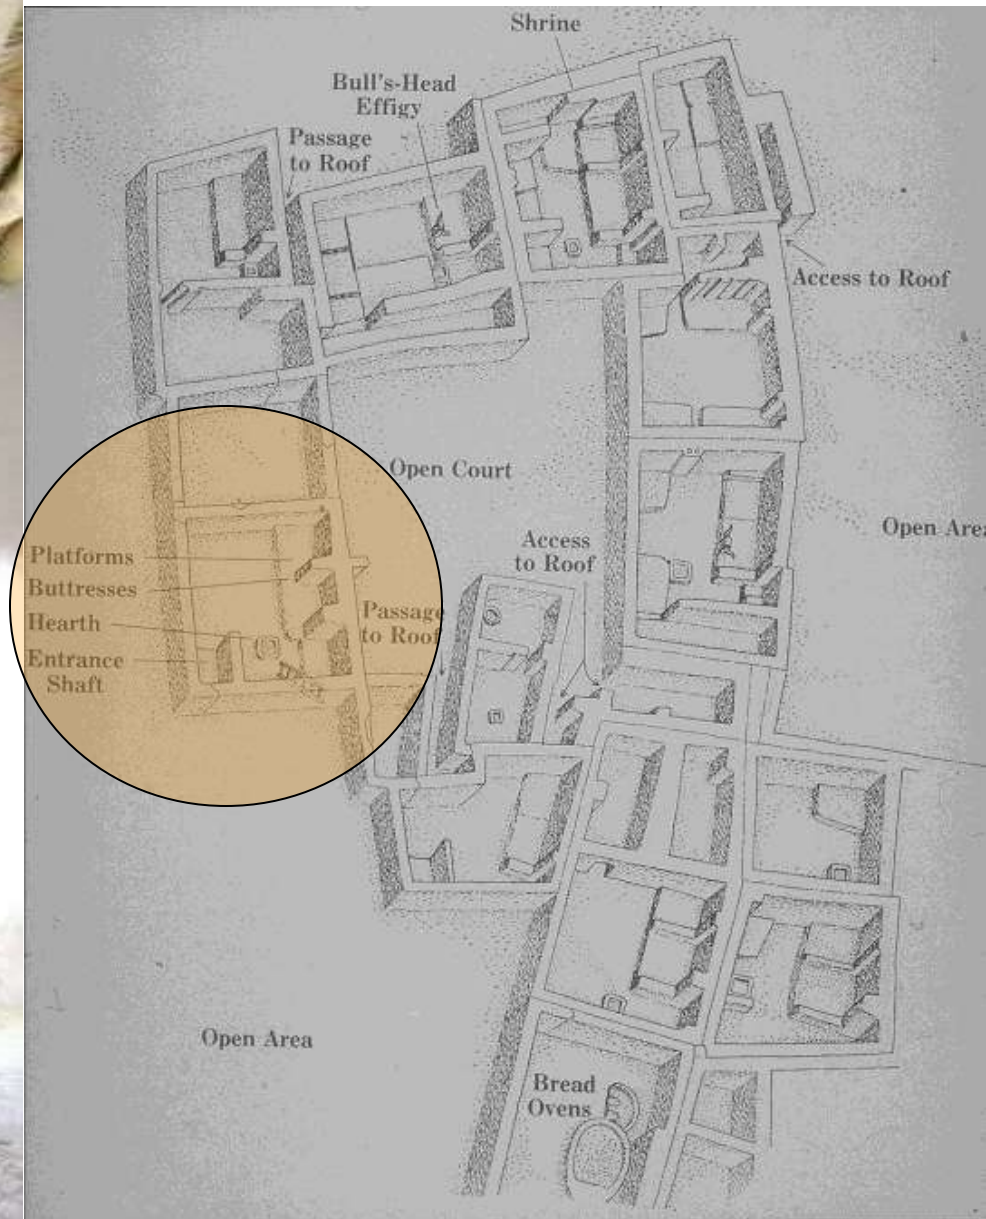 Shrine
Bull's-Head
Effigy
Passage
to Roof
Access to Roof
Open Court
Open Area
Access
to Roof
Platforms
Buttresses
Hearth
Entrance
Shaft
Passage
to Roof
Open Area
Bread
Ovens